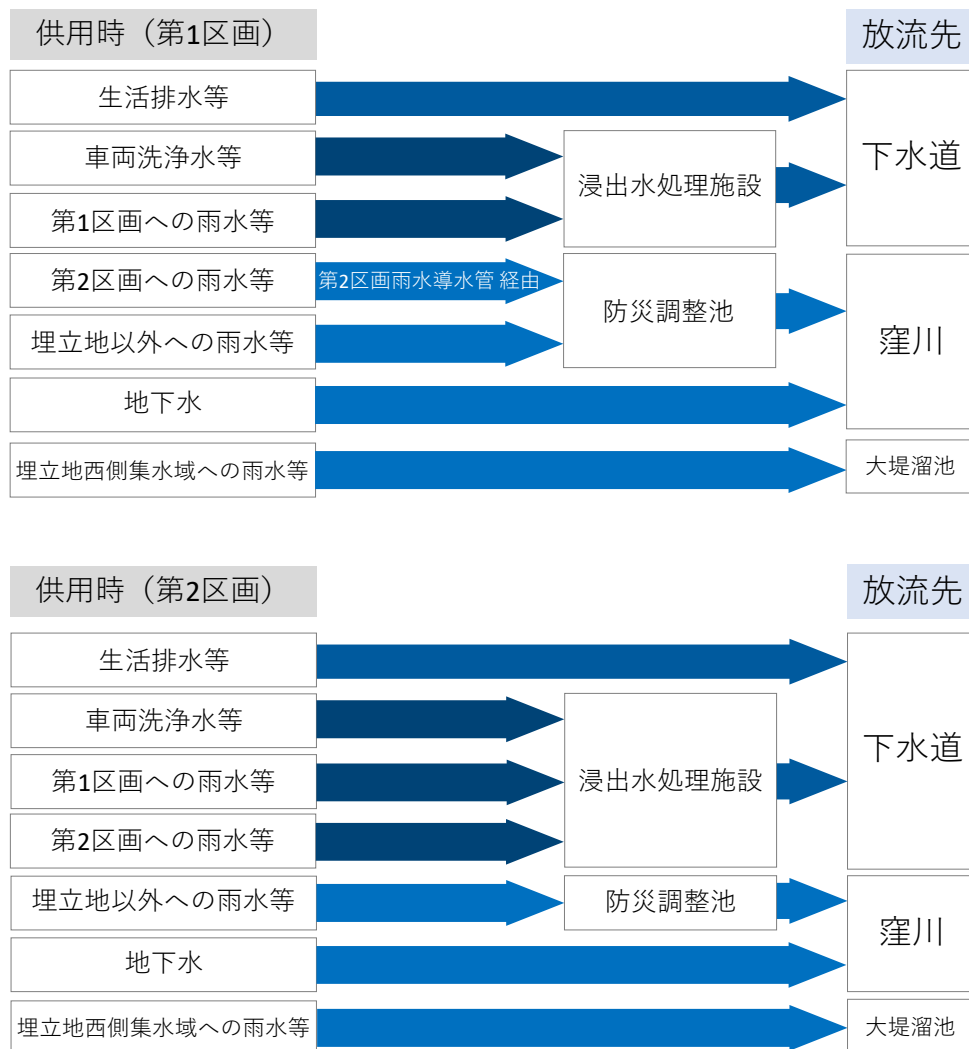 供用時（第1区画）
放流先
生活排水等
下水道
車両洗浄水等
浸出水処理施設
第1区画への雨水等
第2区画への雨水等
第2区画雨水導水管 経由
防災調整池
窪川
埋立地以外への雨水等
地下水
埋立地西側集水域への雨水等
大堤溜池
供用時（第2区画）
放流先
生活排水等
下水道
車両洗浄水等
第1区画への雨水等
浸出水処理施設
第2区画への雨水等
埋立地以外への雨水等
防災調整池
窪川
地下水
埋立地西側集水域への雨水等
大堤溜池